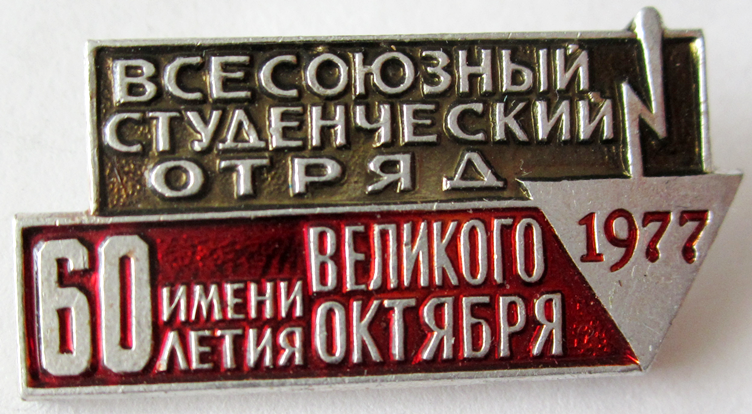 ВСЕСОЮЗНЫЙ
СТУДЕНЧЕСКИЙ
ОТРЯД
1977
60 ИМЕНИ ВЕЛИКОГО
ЛЕТИЯ ОКТЯБРЯ